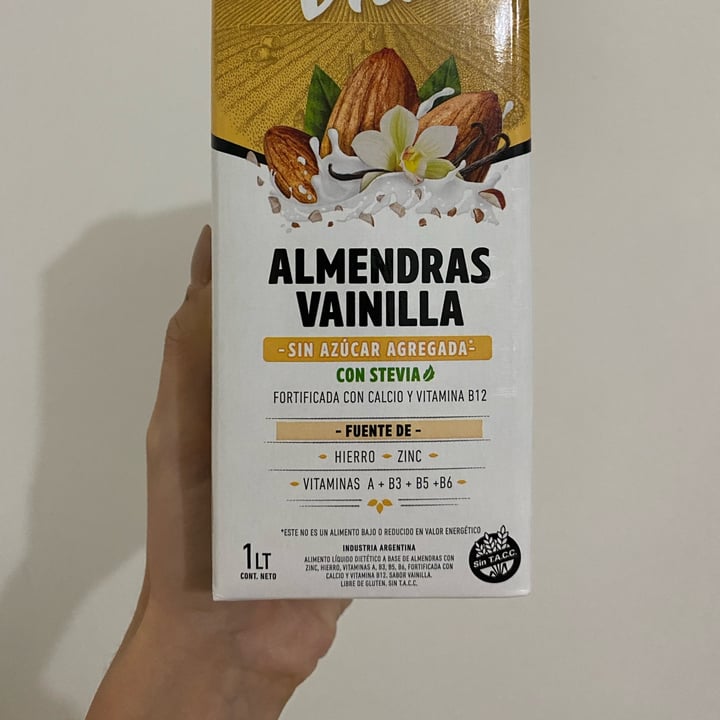 ALMENDRAS
VAINILLA
-SIN AZÚCAR AGREGADA*-
CON STEVIA
FORTIFICADA CON CALCIO Y VITAMINA B12
- FUENTE DE -
HIERRO ZINC
VITAMINAS A + B3 + B5 +B6
*ESTE NO ES UN ALIMENTO BAJO O REDUCIDO EN VALOR ENERGÉTICO
INDUSTRIA ARGENTINA
ALIMENTO LÍQUIDO DIETÉTICO A BASE DE ALMENDRAS CON
ZINC, HIERRO, VITAMINAS A, B3, B5, B6, FORTIFICADA CON
CALCIO Y VITAMINA B12. SABOR VAINILLA.
LIBRE DE GLUTEN, SIN T.A.C.C.
1 LT
CONT. NETO
Sin T.A.C.C.